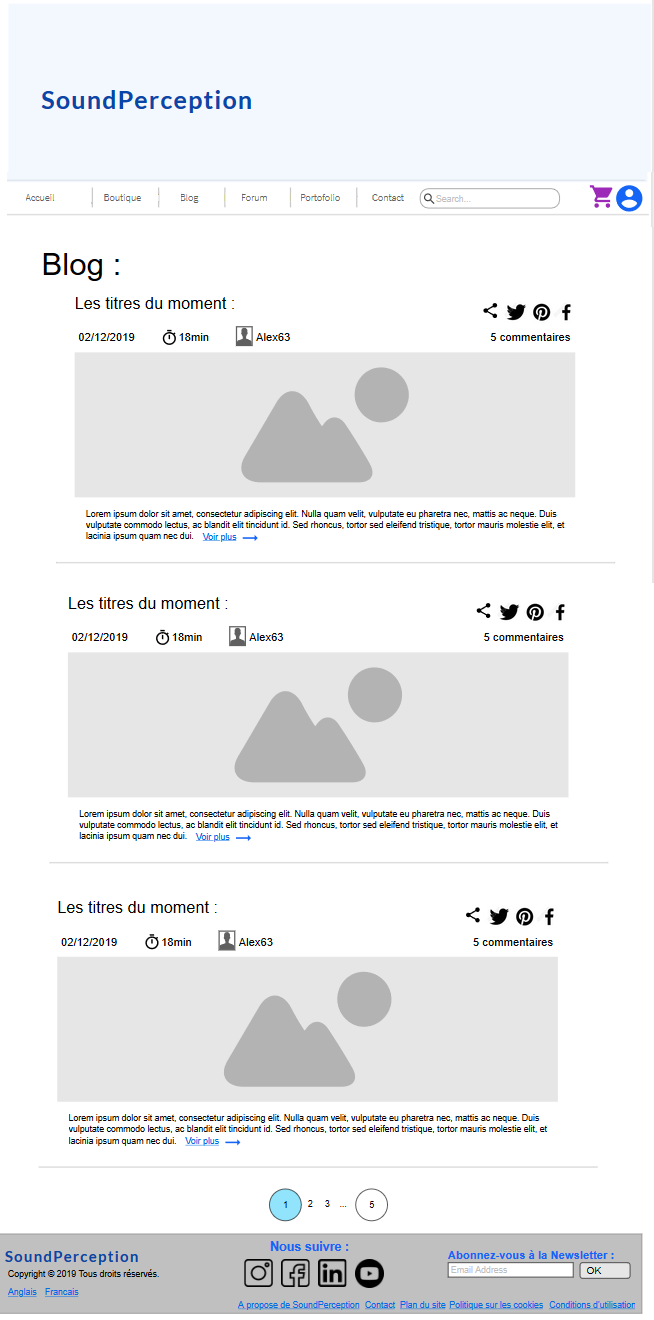 SoundPerception
Accueil Boutique Blog Forum Portofolio Contact Search...
Blog :
Les titres du moment :
02/12/2019 18min Alex63 5 commentaires
Lorem ipsum dolor sit amet, consectetur adipiscing elit. Nulla quam velit, vulputate eu pharetra nec, mattis ac neque. Duis
vulputate commodo lectus, ac blandit elit tincidunt id. Sed rhoncus, tortor sed eleifend tristique, tortor mauris molestie elit, et
lacinia ipsum quam nec dui. Voir plus
Les titres du moment :
02/12/2019 18min Alex63 5 commentaires
Lorem ipsum dolor sit amet, consectetur adipiscing elit. Nulla quam velit, vulputate eu pharetra nec, mattis ac neque. Duis
vulputate commodo lectus, ac blandit elit tincidunt id. Sed rhoncus, tortor sed eleifend tristique, tortor mauris molestie elit, et
lacinia ipsum quam nec dui. Voir plus
Les titres du moment :
02/12/2019 18min Alex63 5 commentaires
Lorem ipsum dolor sit amet, consectetur adipiscing elit. Nulla quam velit, vulputate eu pharetra nec, mattis ac neque. Duis
vulputate commodo lectus, ac blandit elit tincidunt id. Sed rhoncus, tortor sed eleifend tristique, tortor mauris molestie elit, et
lacinia ipsum quam nec dui. Voir plus
1 2 3 ... 5
SoundPerception
Copyright © 2019 Tous droits réservés.
Anglais Francais
Nous suivre :
in
Abonnez-vous à la Newsletter :
Email Address OK
A propose de SoundPerception Contact Plan du site Politique sur les cookies Conditions d'utilisation